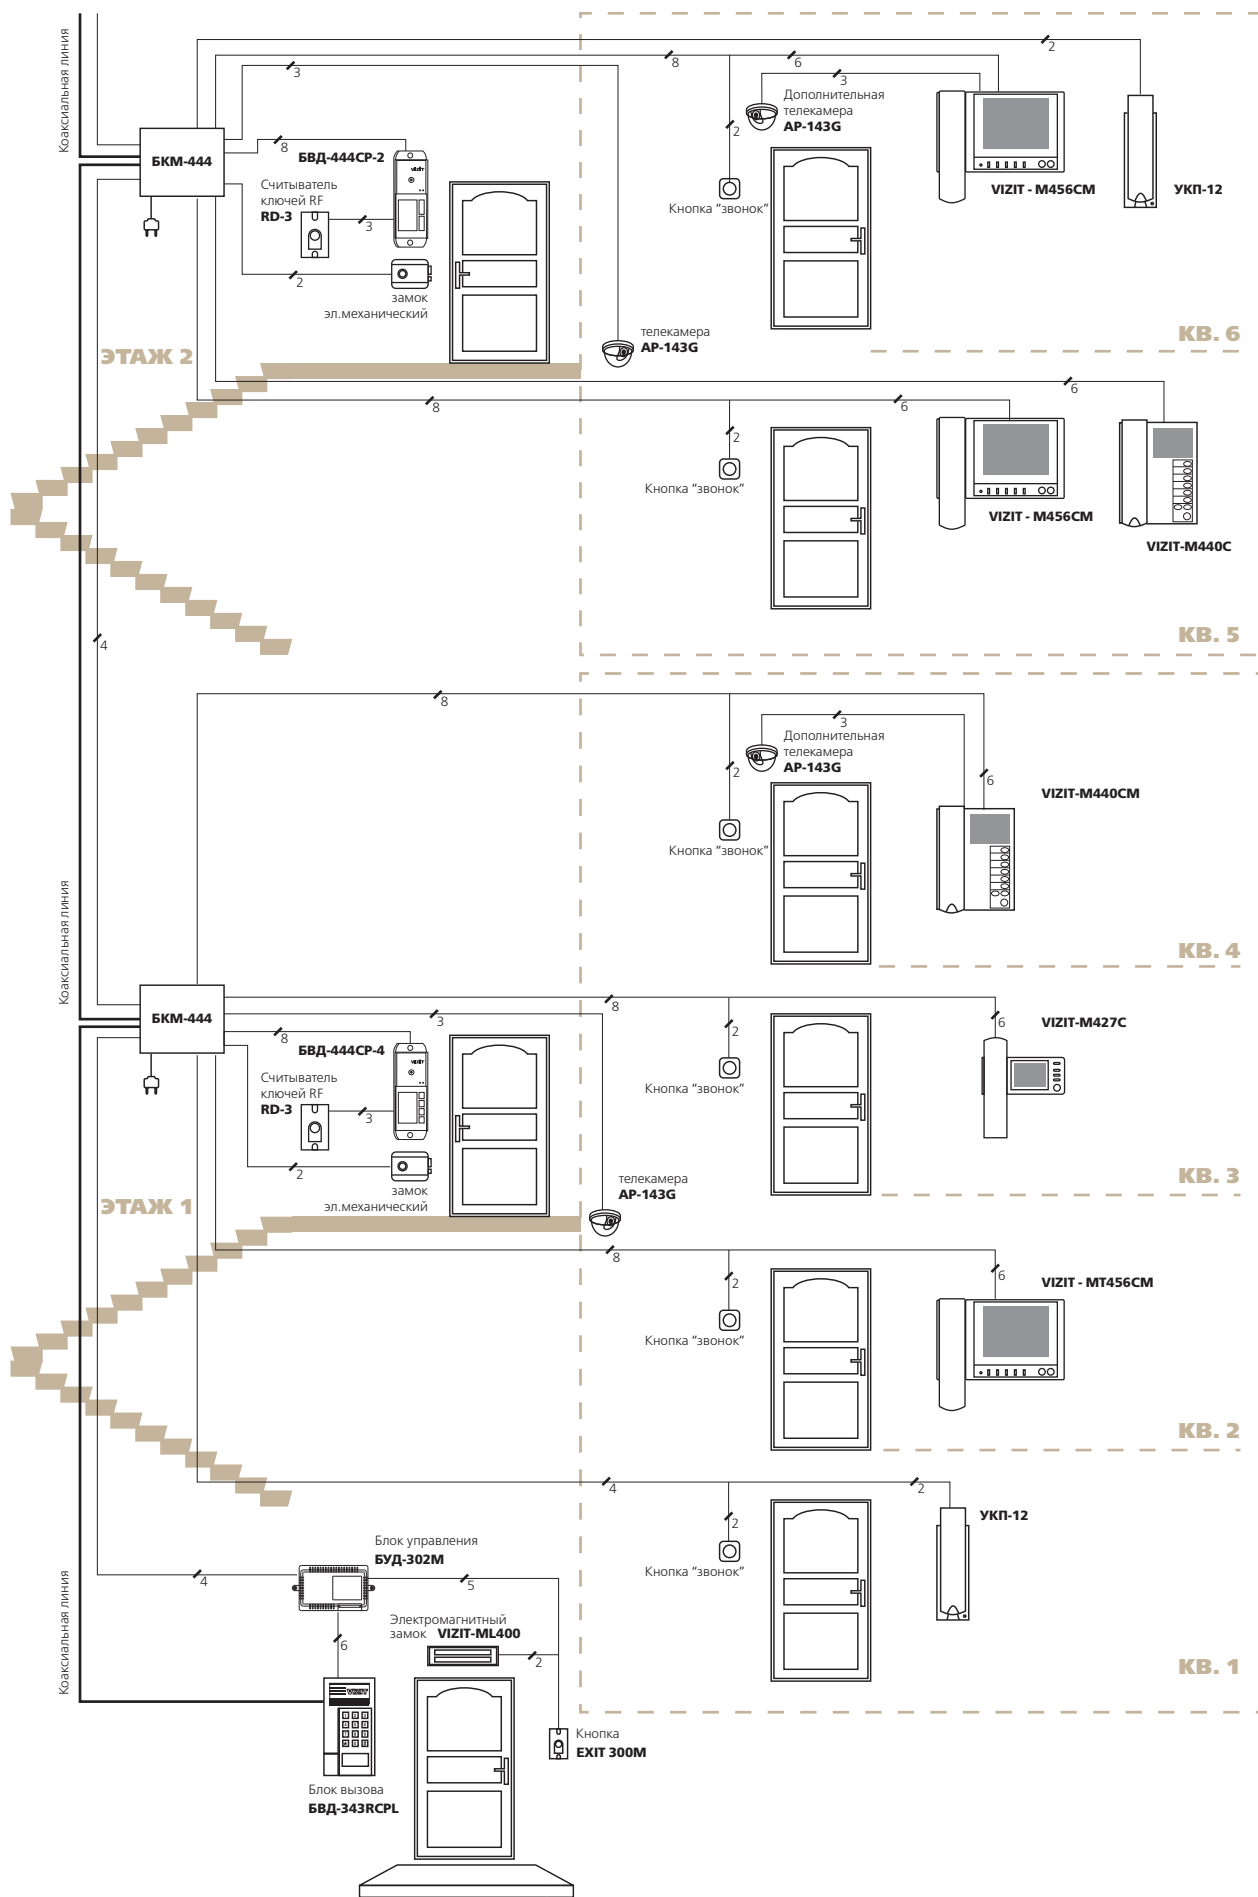 Коаксиальная линия
2
8
6
3
3
Дополнительная
телекамера
AP-143G
2
БКМ-444
8
БВД-444CP-2
Считыватель
ключей RF
RD-3
3
VIZIT
VIZIT - M456CM
УКП-12
Кнопка “звонок”
2
замок
эл.механический
телекамера
AP-143G
КВ. 6
ЭТАЖ 2
6
8
6
2
Кнопка “звонок”
VIZIT - M456CM
VIZIT-M440C
КВ. 5
4
8
3
Дополнительная
телекамера
AP-143G
2
6
VIZIT-M440CM
Кнопка “звонок”
КВ. 4
Коаксиальная линия
БКМ-444
8
3
8
2
6
VIZIT-M427C
БВД-444CP-4
VIZIT
Считыватель
ключей RF
RD-3
3
Кнопка “звонок”
2
замок
эл.механический
телекамера
AP-143G
КВ. 3
ЭТАЖ 1
8
2
6
VIZIT - MT456CM
Кнопка “звонок”
КВ. 2
4
2
2
УКП-12
Кнопка “звонок”
КВ. 1
Блок управления
БУД-302М
4
5
Коаксиальная линия
6
Электромагнитный
замок VIZIT-ML400
2
VIZIT
Кнопка
EXIT 300M
Блок вызова
БВД-343RCPL